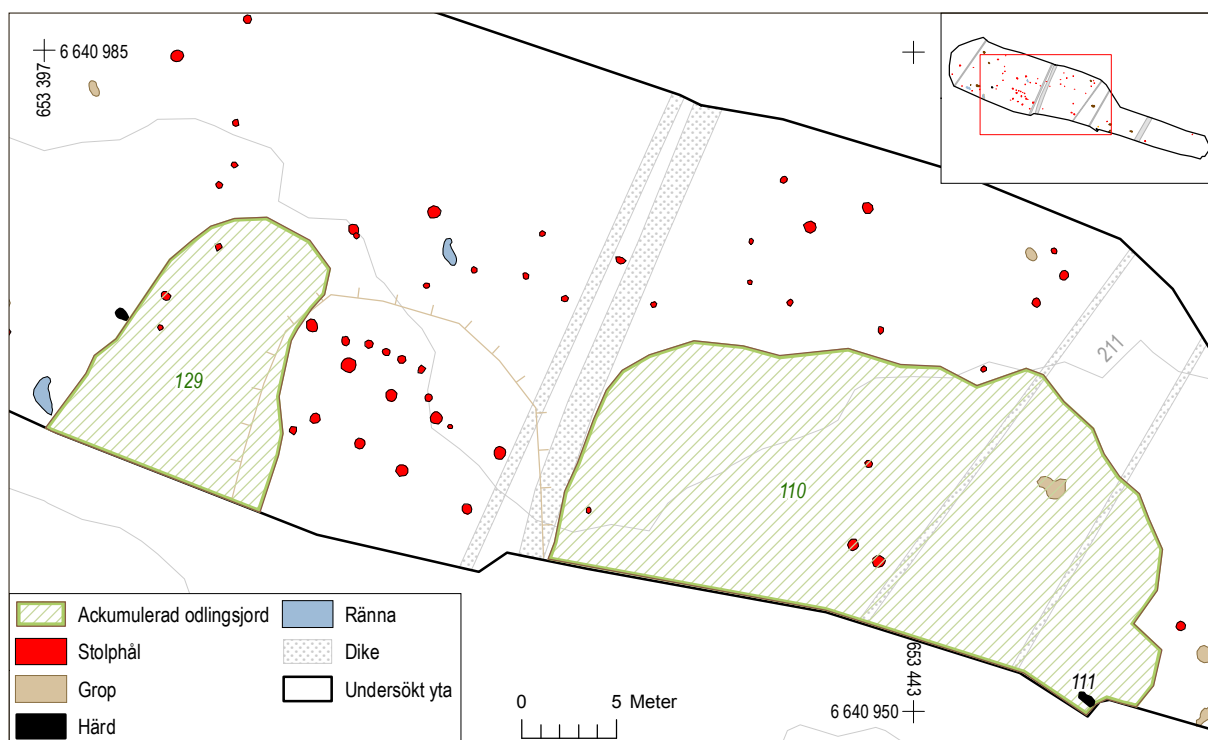 6 640 985
653 397
211
129
110
111
653 443
6 640 950
Ackumulerad odlingsjord
Stolphål
Grop
Härd
Ränna
Dike
Undersökt yta
0 5 Meter